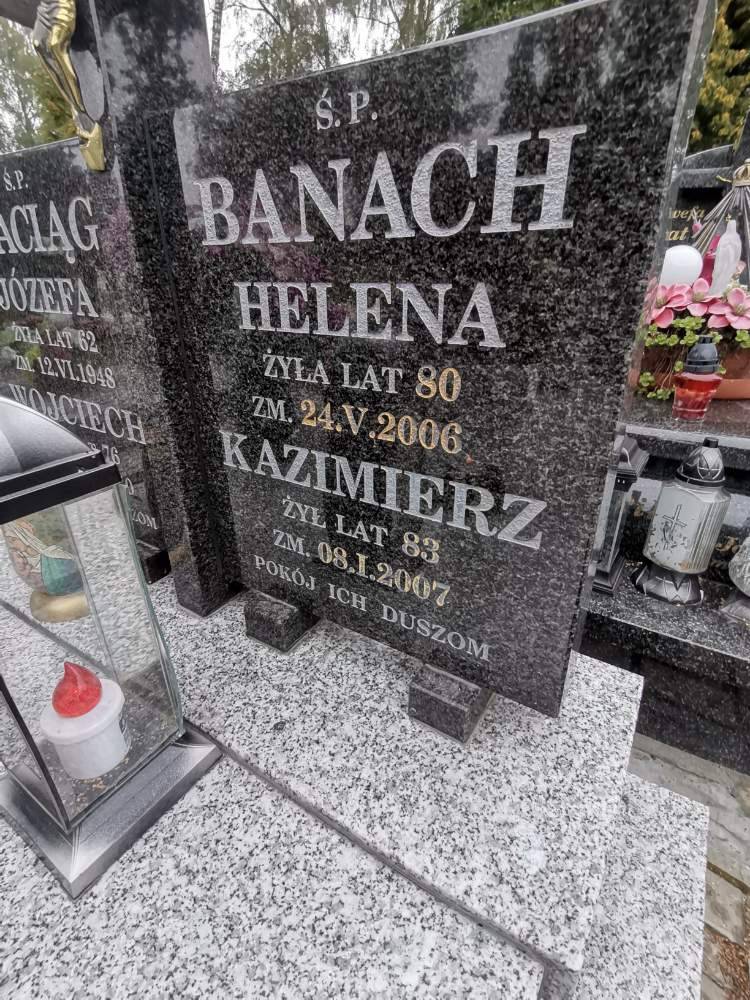 Ś.P.
ACIĄG
JÓZEFA
ŻYŁA LAT 62
ZM. 12.VI.1948
WOJCIECH
76
Ś.P.
BANACH
HELENA
ŻYŁA LAT 80
ZM. 24.V.2006
KAZIMIERZ
ŻYŁ LAT 83
ZM. 08.I.2007
POKÓJ ICH DUSZOM